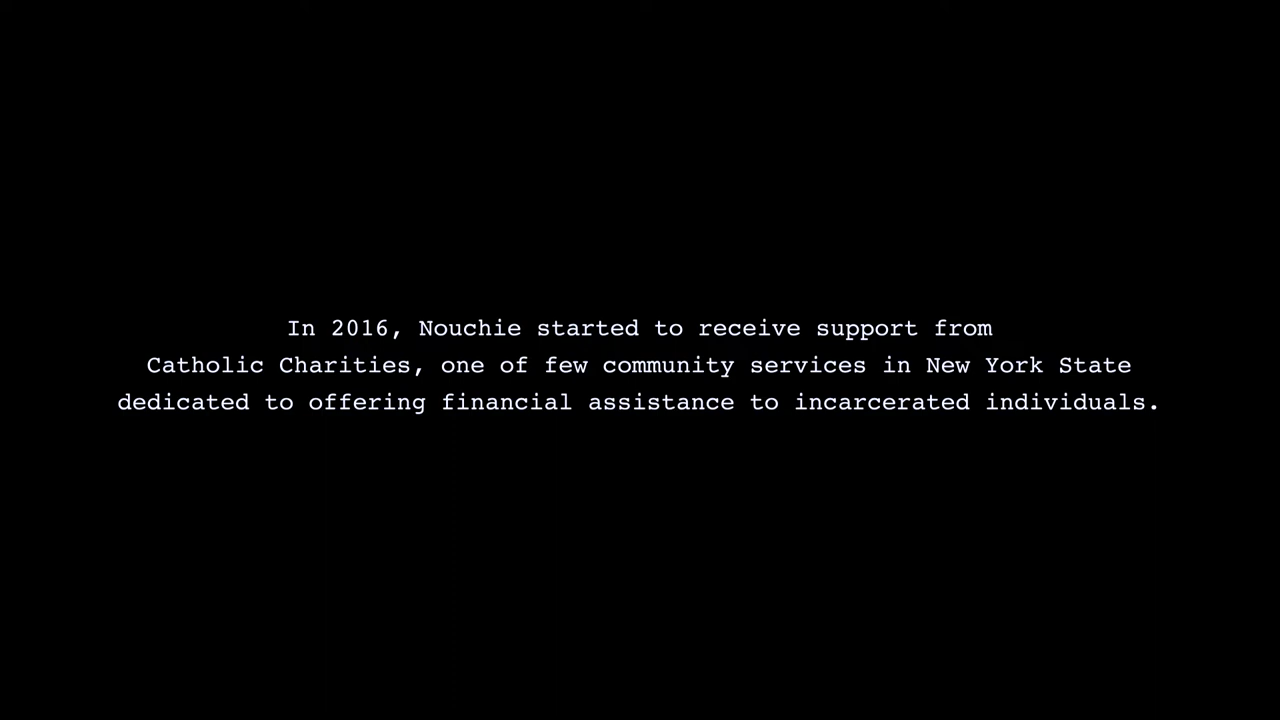 In 2016, Nouchie started to receive support from
Catholic Charities, one of few community services in New York State
dedicated to offering financial assistance to incarcerated individuals.